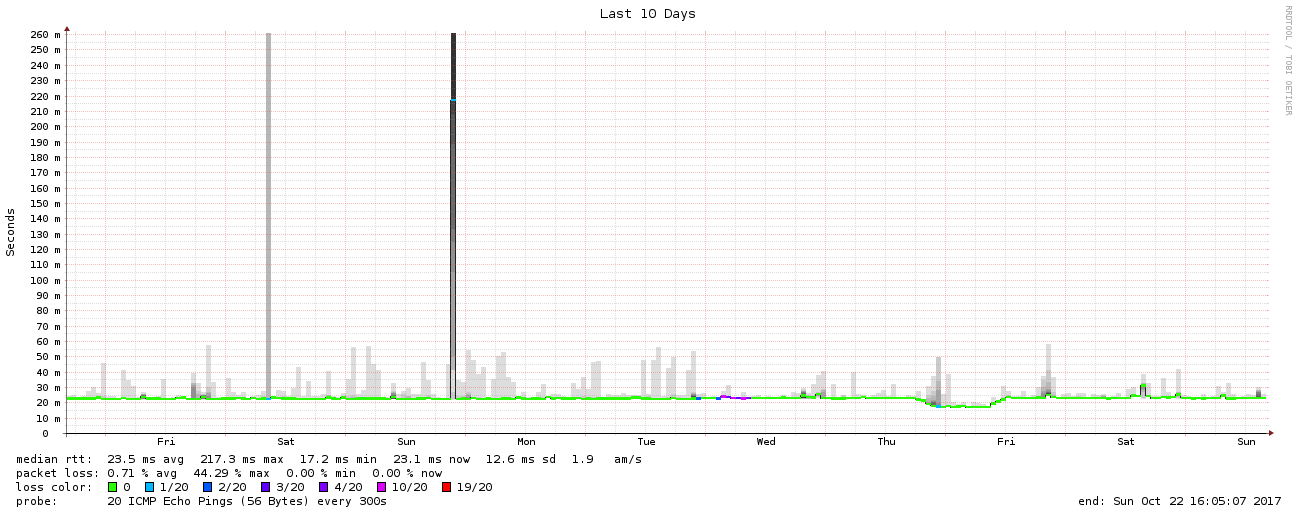 Last 10 Days
RRDTOOL / TOBI OETIKER
Seconds
260 m
250 m
240 m
230 m
220 m
210 m
200 m
190 m
180 m
170 m
160 m
150 m
140 m
130 m
120 m
110 m
100 m
90 m
80 m
70 m
60 m
50 m
40 m
30 m
20 m
10 m
0
Fri Sat Sun Mon Tue Wed Thu Fri Sat Sun
median rtt: 23.5 ms avg 217.3 ms max 17.2 ms min 23.1 ms now 12.6 ms sd 1.9 am/s
packet loss: 0.71 % avg 44.29 % max 0.00 % min 0.00 % now
loss color: 0 1/20 2/20 3/20 4/20 10/20 19/20
probe: 20 ICMP Echo Pings (56 Bytes) every 300s end: Sun Oct 22 16:05:07 2017